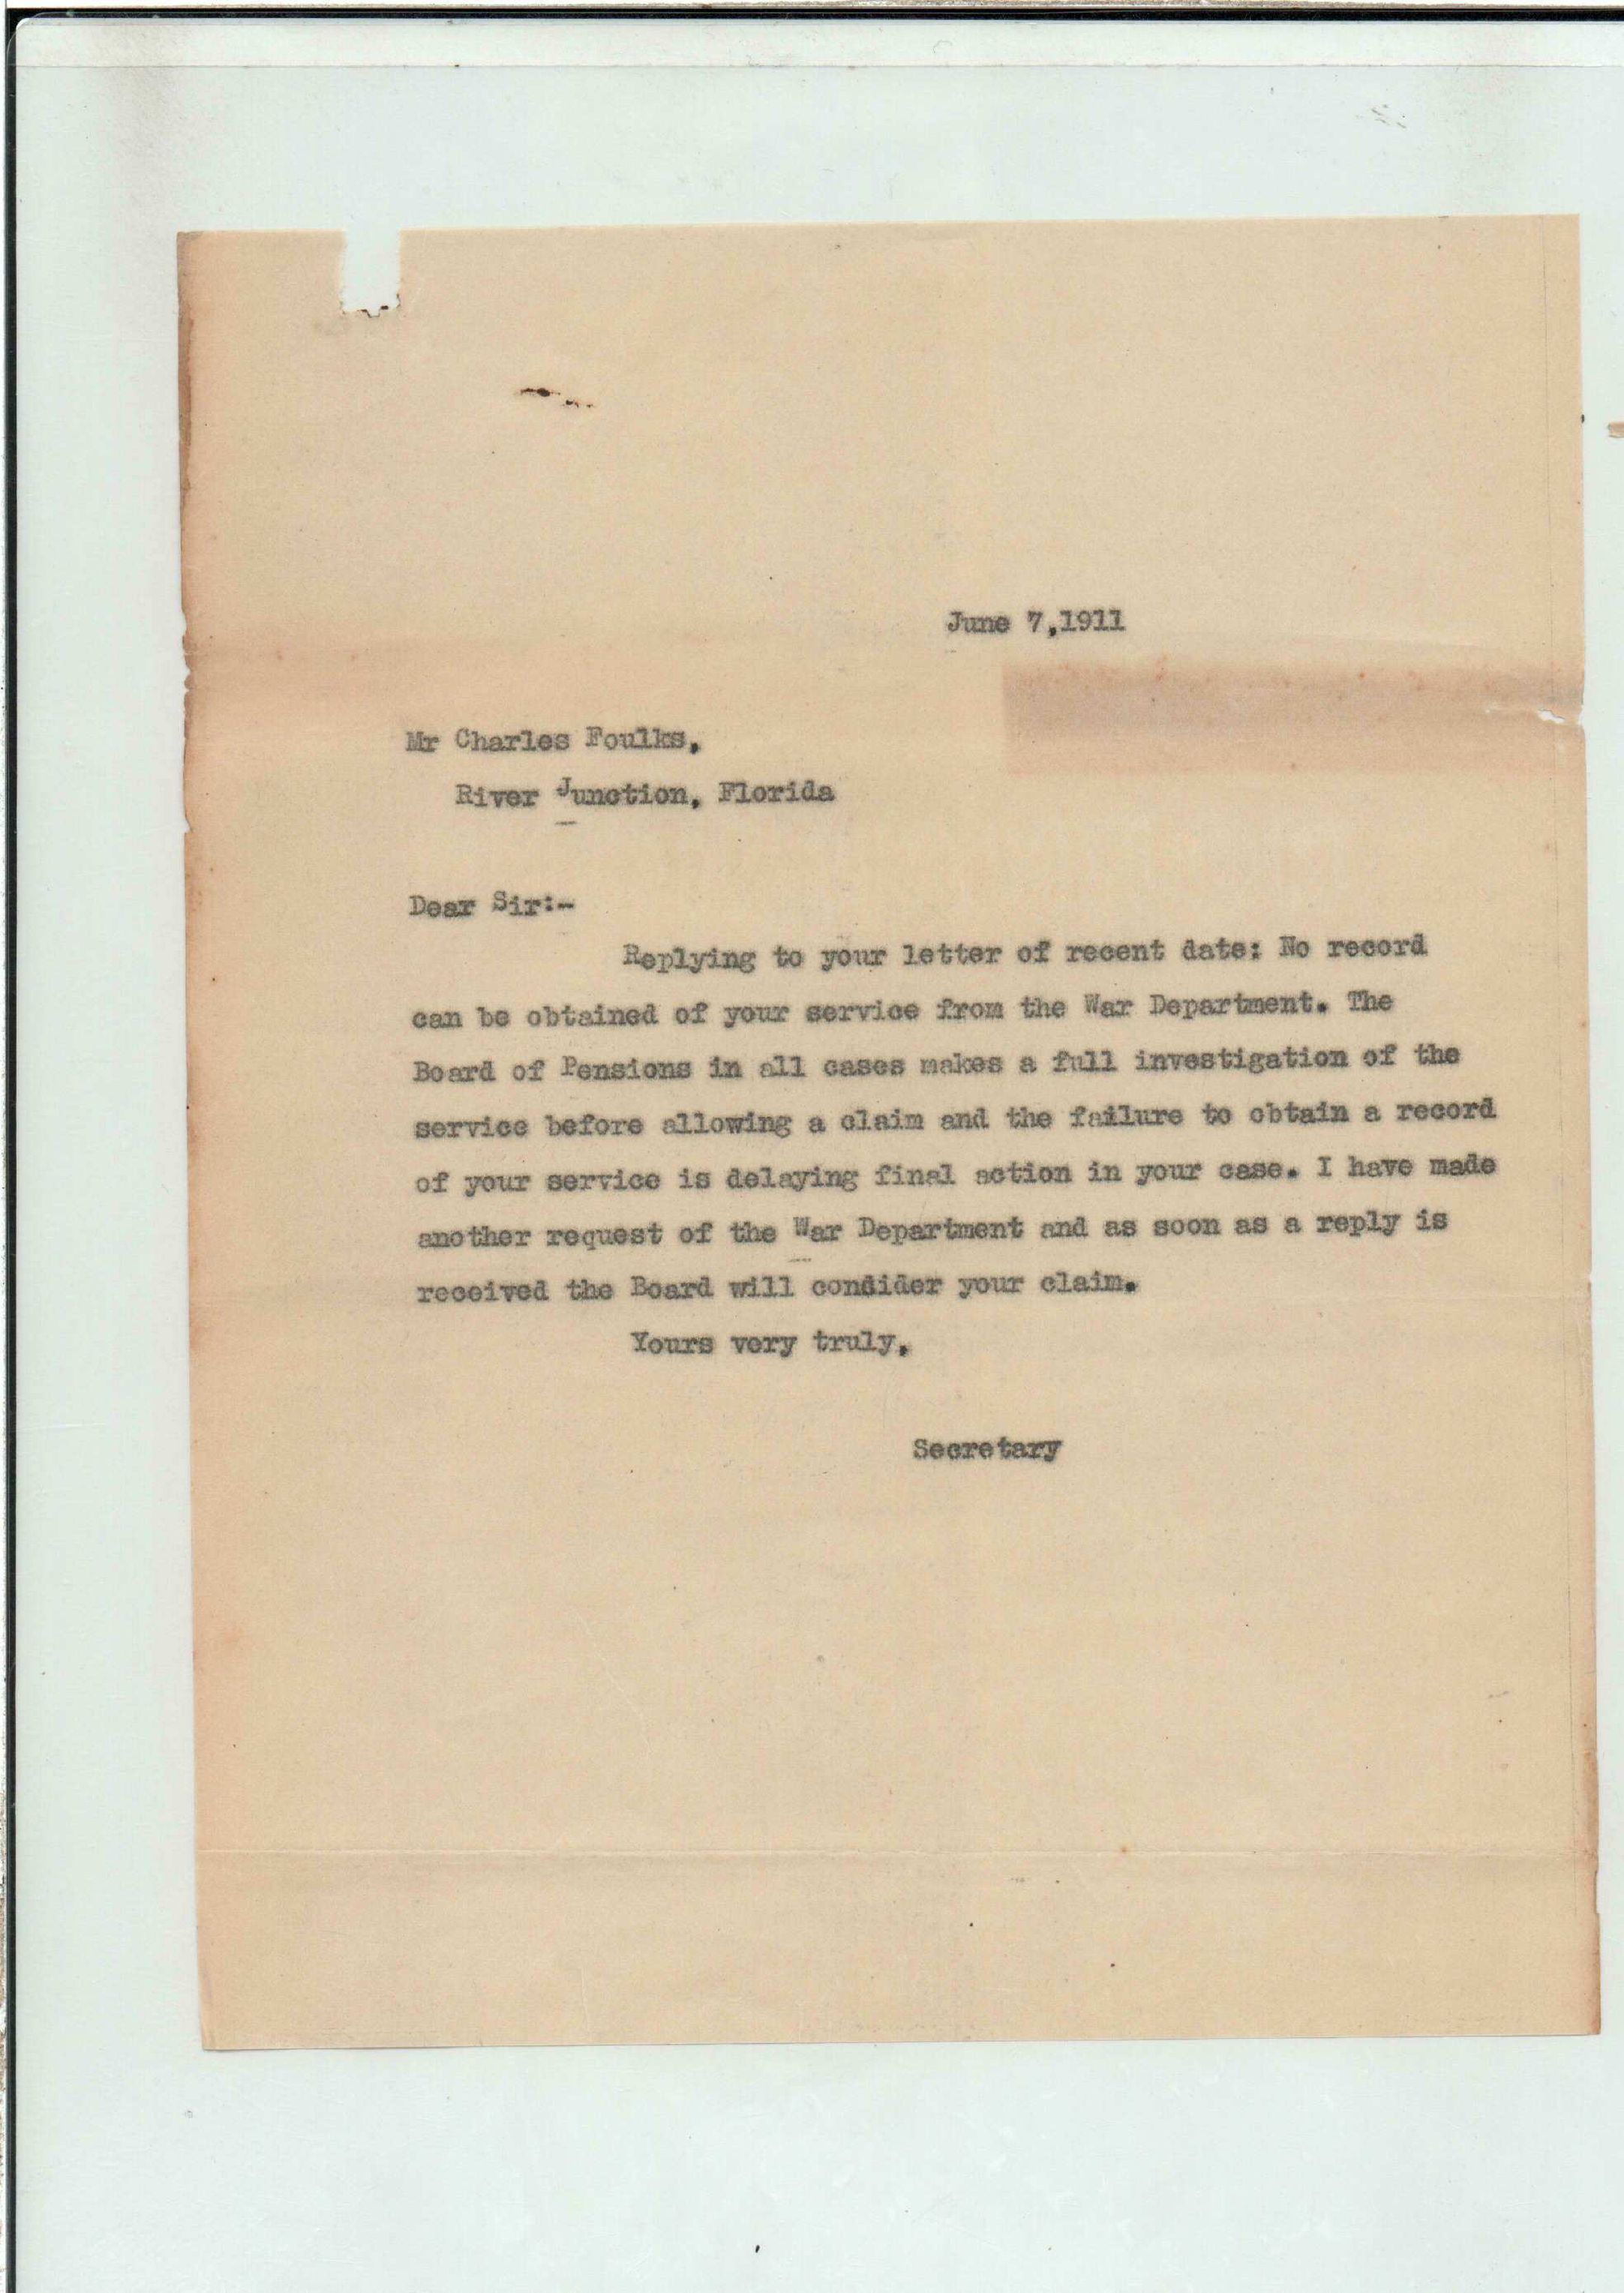 June 7,1911
Mr Charles Foulks,
River Junction, Florida
Dear Sir:-
Replying to your letter of recent date: No record
can be obtained of your service from the War Department. The
Board of Pensions in all cases makes a full investigation of the
service before allowing a claim and the failure to obtain a record
of your service is delaying final action in your case. I have made
another request of the War Department and as soon as a reply is
received the Board will condider your claim.
Yours very truly,
Secretary